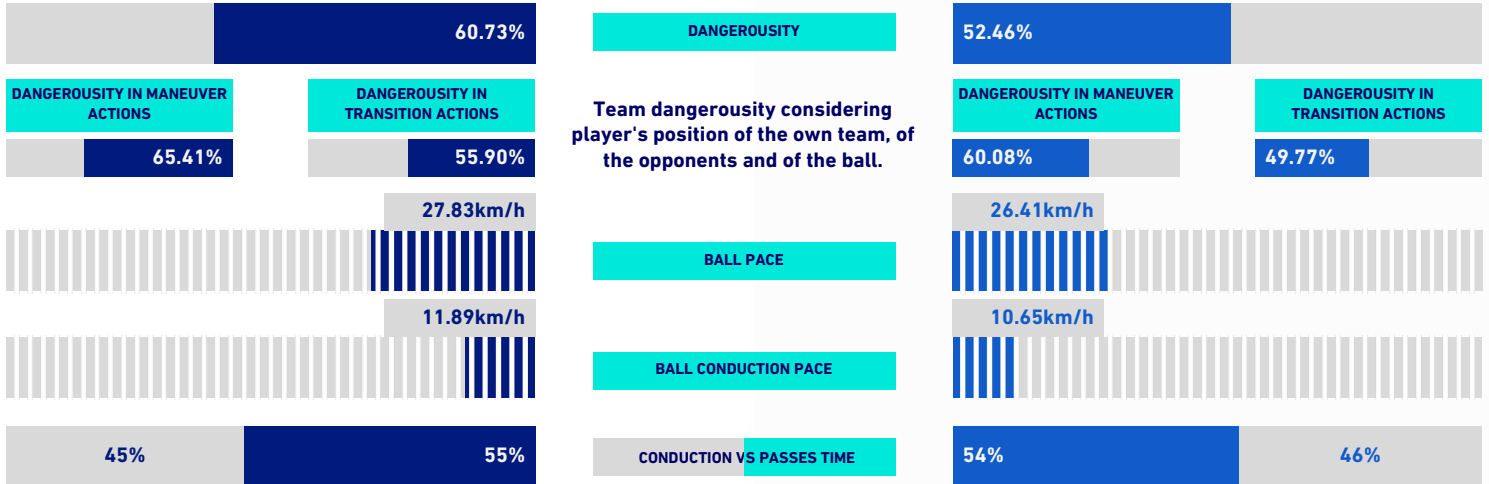 60.73%
DANGEROUSITY
52.46%
DANGEROUSITY IN MANEUVER
ACTIONS
DANGEROUSITY IN
TRANSITION ACTIONS
65.41%
55.90%
Team dangerousity considering
player's position of the own team, of
the opponents and of the ball.
DANGEROUSITY IN MANEUVER
ACTIONS
DANGEROUSITY IN
TRANSITION ACTIONS
60.08%
49.77%
27.83km/h
BALL PACE
26.41km/h
11.89km/h
BALL CONDUCTION PACE
10.65km/h
45%
55%
CONDUCTION VS PASSES TIME
54%
46%